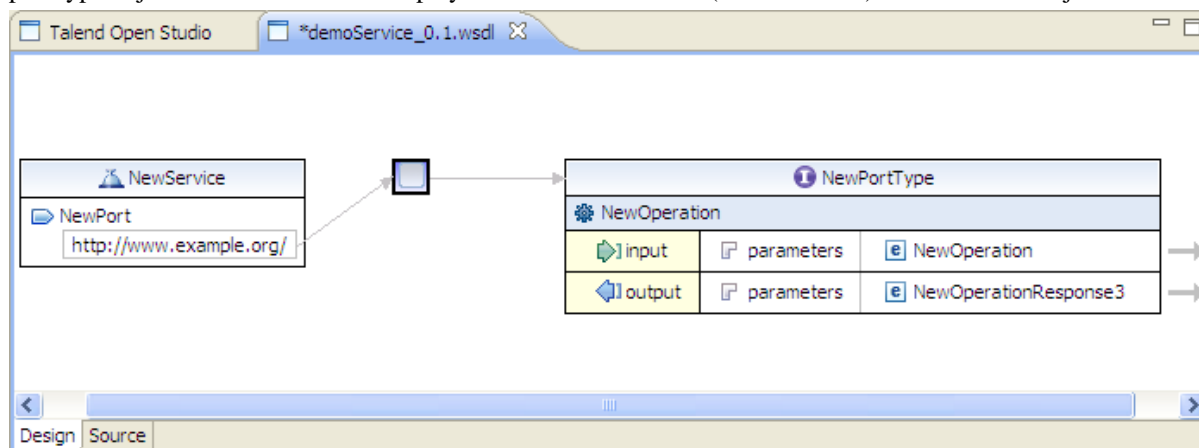 Talend Open Studio
*demoService_0.1.wsdl
NewService
NewPort
http://www.example.org/
NewPortType
NewOperation
input parameters NewOperation
output parameters NewOperationResponse3
Design Source